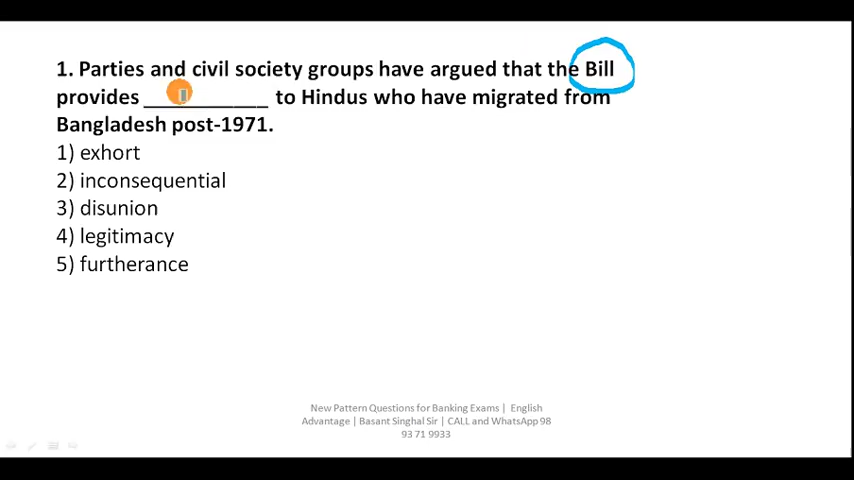 1. Parties and civil society groups have argued that the Bill
provides ____________ to Hindus who have migrated from
Bangladesh post-1971.
1) exhort
2) inconsequential
3) disunion
4) legitimacy
5) furtherance
New Pattern Questions for Banking Exams | English
Advantage | Basant Singhal Sir | CALL and WhatsApp 98
93 71 9933